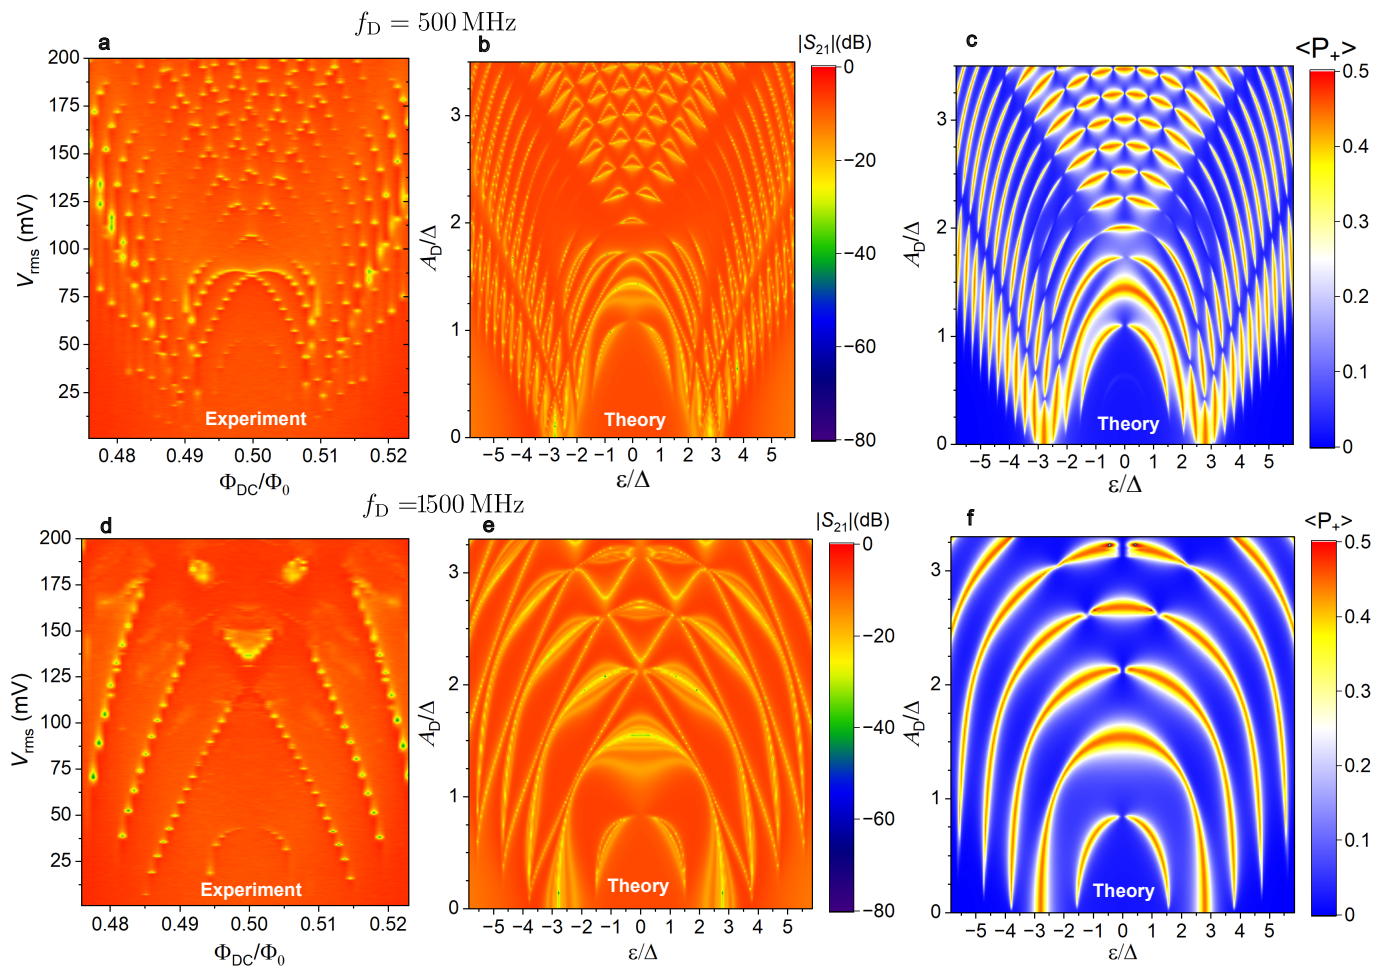 f_D = 500 MHz
a
b
|S₂₁|(dB)
c
<P₊>
200
175
150
125
100
75
50
25
V_rms (mV)
Experiment
0.48 0.49 0.50 0.51 0.52
Φ_DC/Φ₀
3
2
1
0
A_D/Δ
Theory
−5 −4 −3 −2 −1 0 1 2 3 4 5
ε/Δ
0
−20
−40
−60
−80
3
2
1
0
A_D/Δ
Theory
−5 −4 −3 −2 −1 0 1 2 3 4 5
ε/Δ
0.5
0.4
0.3
0.2
0.1
0
f_D =1500 MHz
d
e
|S₂₁|(dB)
f
<P₊>
200
175
150
125
100
75
50
25
V_rms (mV)
Experiment
0.48 0.49 0.50 0.51 0.52
Φ_DC/Φ₀
3
2
1
0
A_D/Δ
Theory
−5 −4 −3 −2 −1 0 1 2 3 4 5
ε/Δ
0
−20
−40
−60
−80
3
2
1
0
A_D/Δ
Theory
−5 −4 −3 −2 −1 0 1 2 3 4 5
ε/Δ
0.5
0.4
0.3
0.2
0.1
0